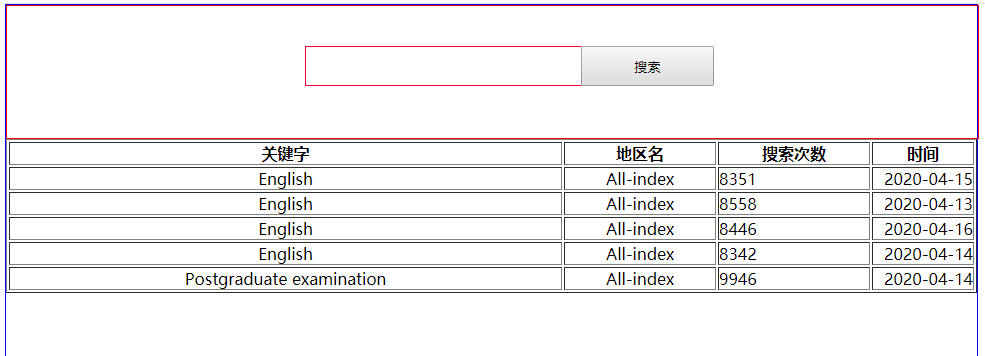 搜索
关键字 地区名 搜索次数 时间
English All-index 8351 2020-04-15
English All-index 8558 2020-04-13
English All-index 8446 2020-04-16
English All-index 8342 2020-04-14
Postgraduate examination All-index 9946 2020-04-14